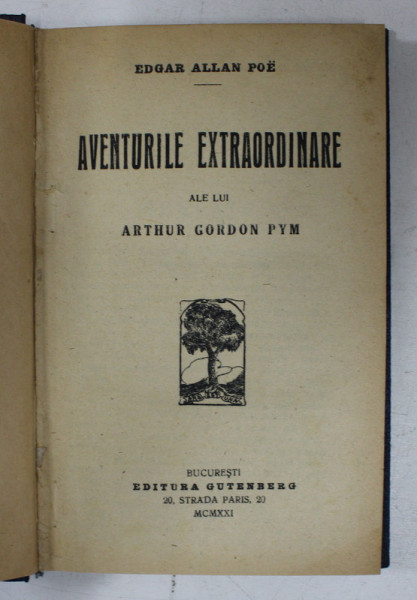 EDGAR ALLAN POË
AVENTURILE EXTRAORDINARE
ALE LUI
ARTHUR GORDON PYM
BUCUREȘTI
EDITURA GUTENBERG
20, STRADA PARIS, 20
MCMXXI